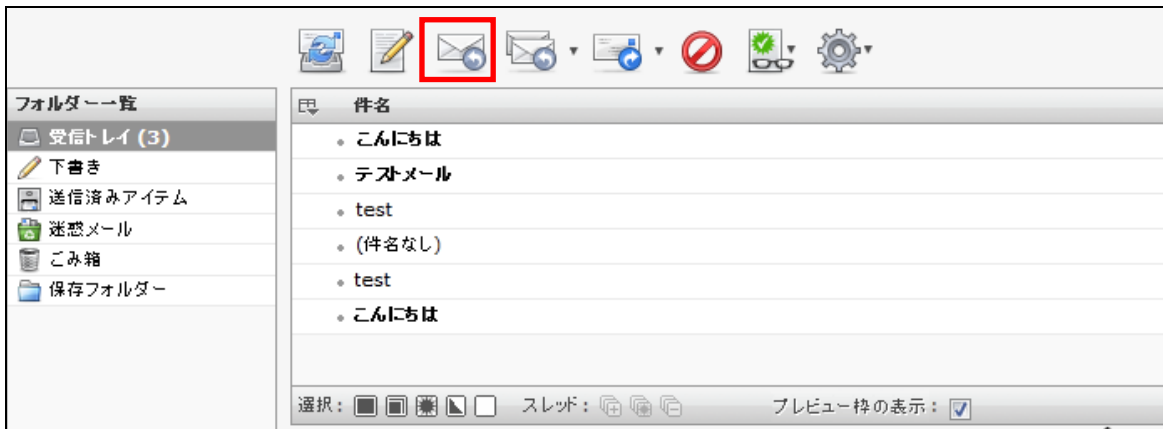 フォルダー一覧
件名
受信トレイ (3)
こんにちは
下書き
テストメール
送信済みアイテム
test
迷惑メール
(件名なし)
ごみ箱
test
保存フォルダー
こんにちは
選択: スレッド: プレビュー枠の表示: